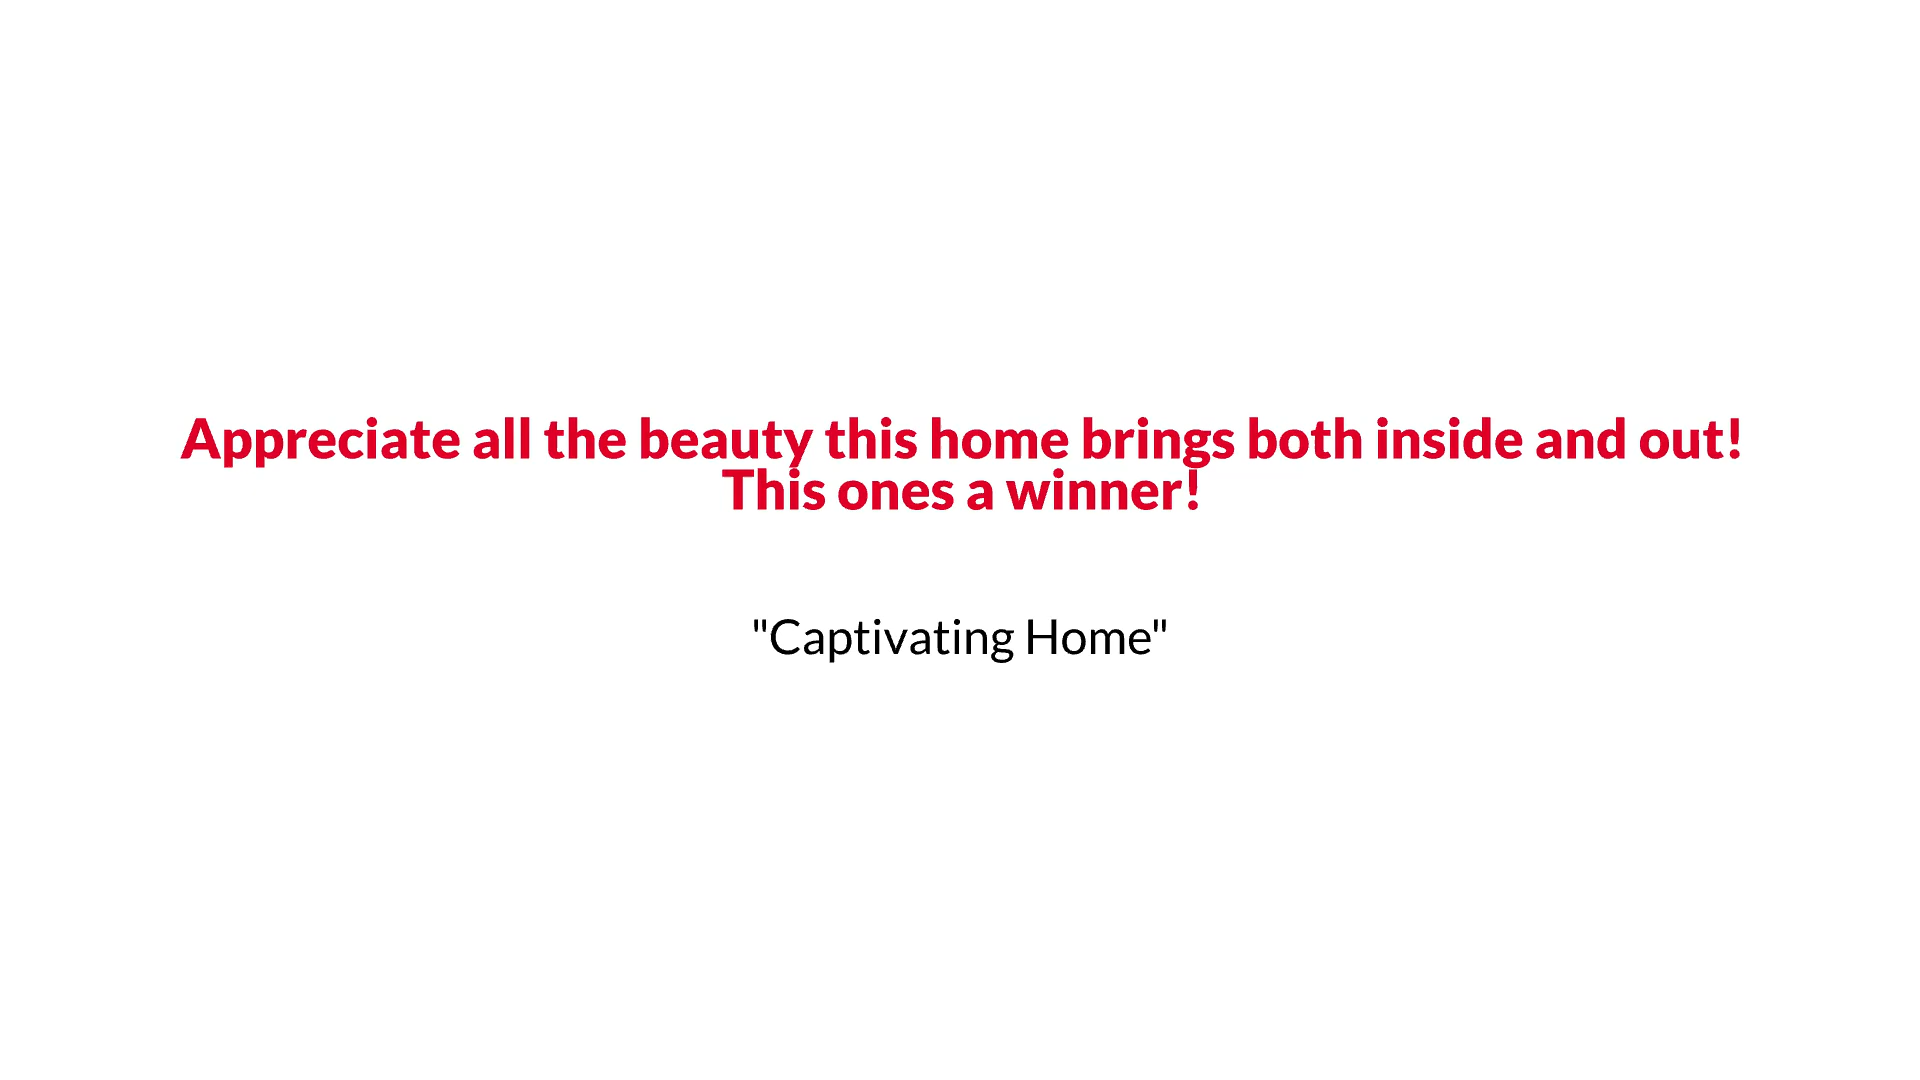 Appreciate all the beauty this home brings both inside and out!
This ones a winner!
"Captivating Home"